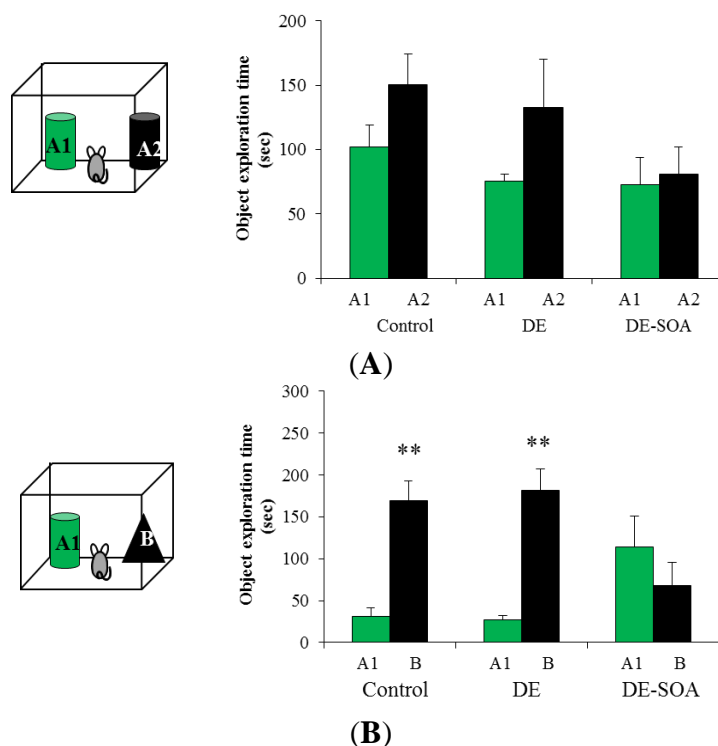 A1
A2
Object exploration time
(sec)
200
150
100
50
0
A1 A2 A1 A2 A1 A2
Control DE DE-SOA
(A)
A1
B
Object exploration time
(sec)
300
250
200
150
100
50
0
** **
A1 B A1 B A1 B
Control DE DE-SOA
(B)